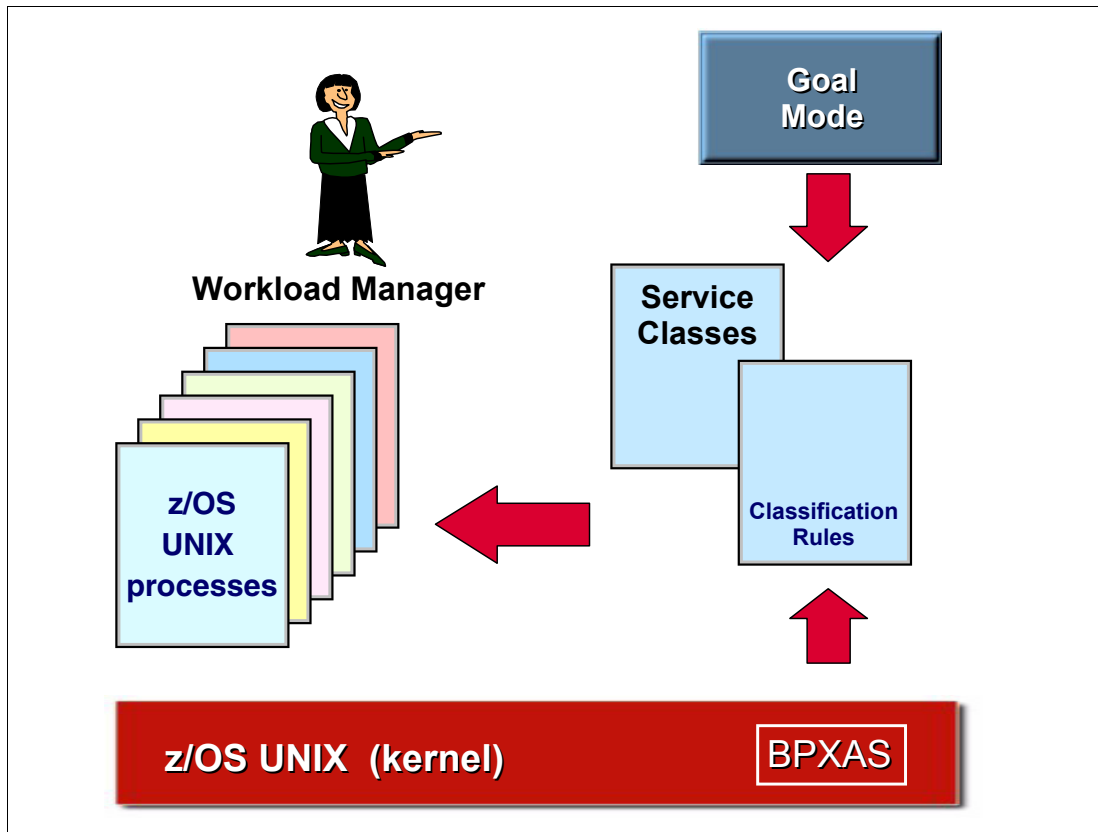 Goal
Mode
Workload Manager
Service
Classes
z/OS
UNIX
processes
Classification
Rules
z/OS UNIX (kernel)
BPXAS